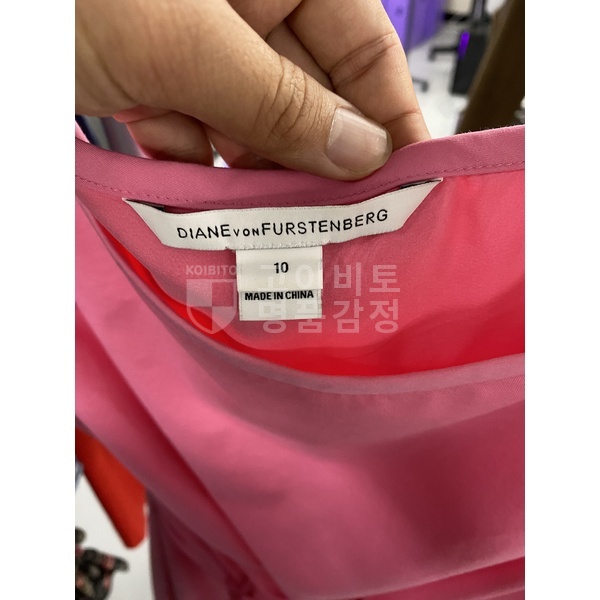 DIANE VON FURSTENBERG
10
MADE IN CHINA
KOIBITO
코이비토
명품감정